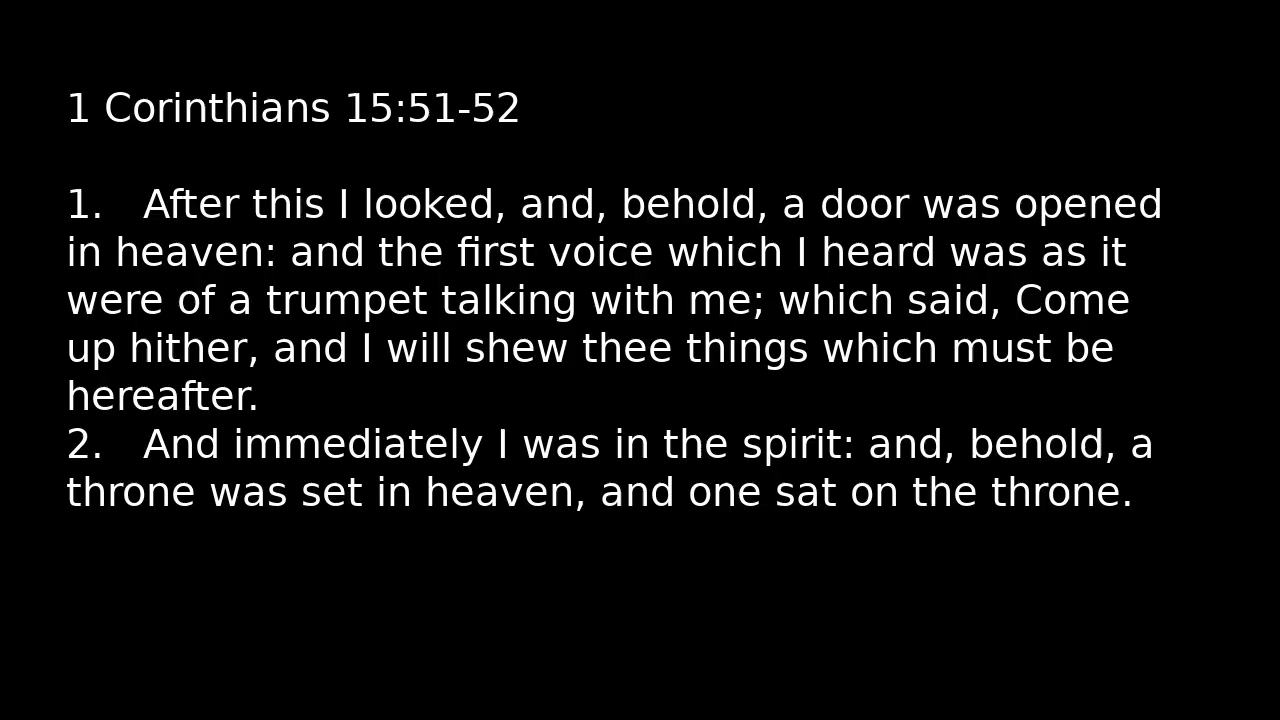 1 Corinthians 15:51-52
1. After this I looked, and, behold, a door was opened
in heaven: and the first voice which I heard was as it
were of a trumpet talking with me; which said, Come
up hither, and I will shew thee things which must be
hereafter.
2. And immediately I was in the spirit: and, behold, a
throne was set in heaven, and one sat on the throne.